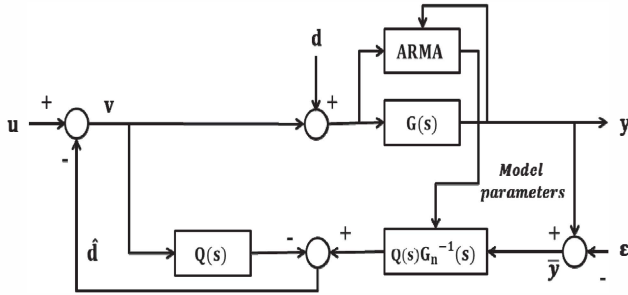 d
ARMA
+
+
u
v
G(s)
y
-
Model
parameters
d̂
Q(s)
-
+
Q(s)Gₙ⁻¹(s)
+
ȳ
ε
-